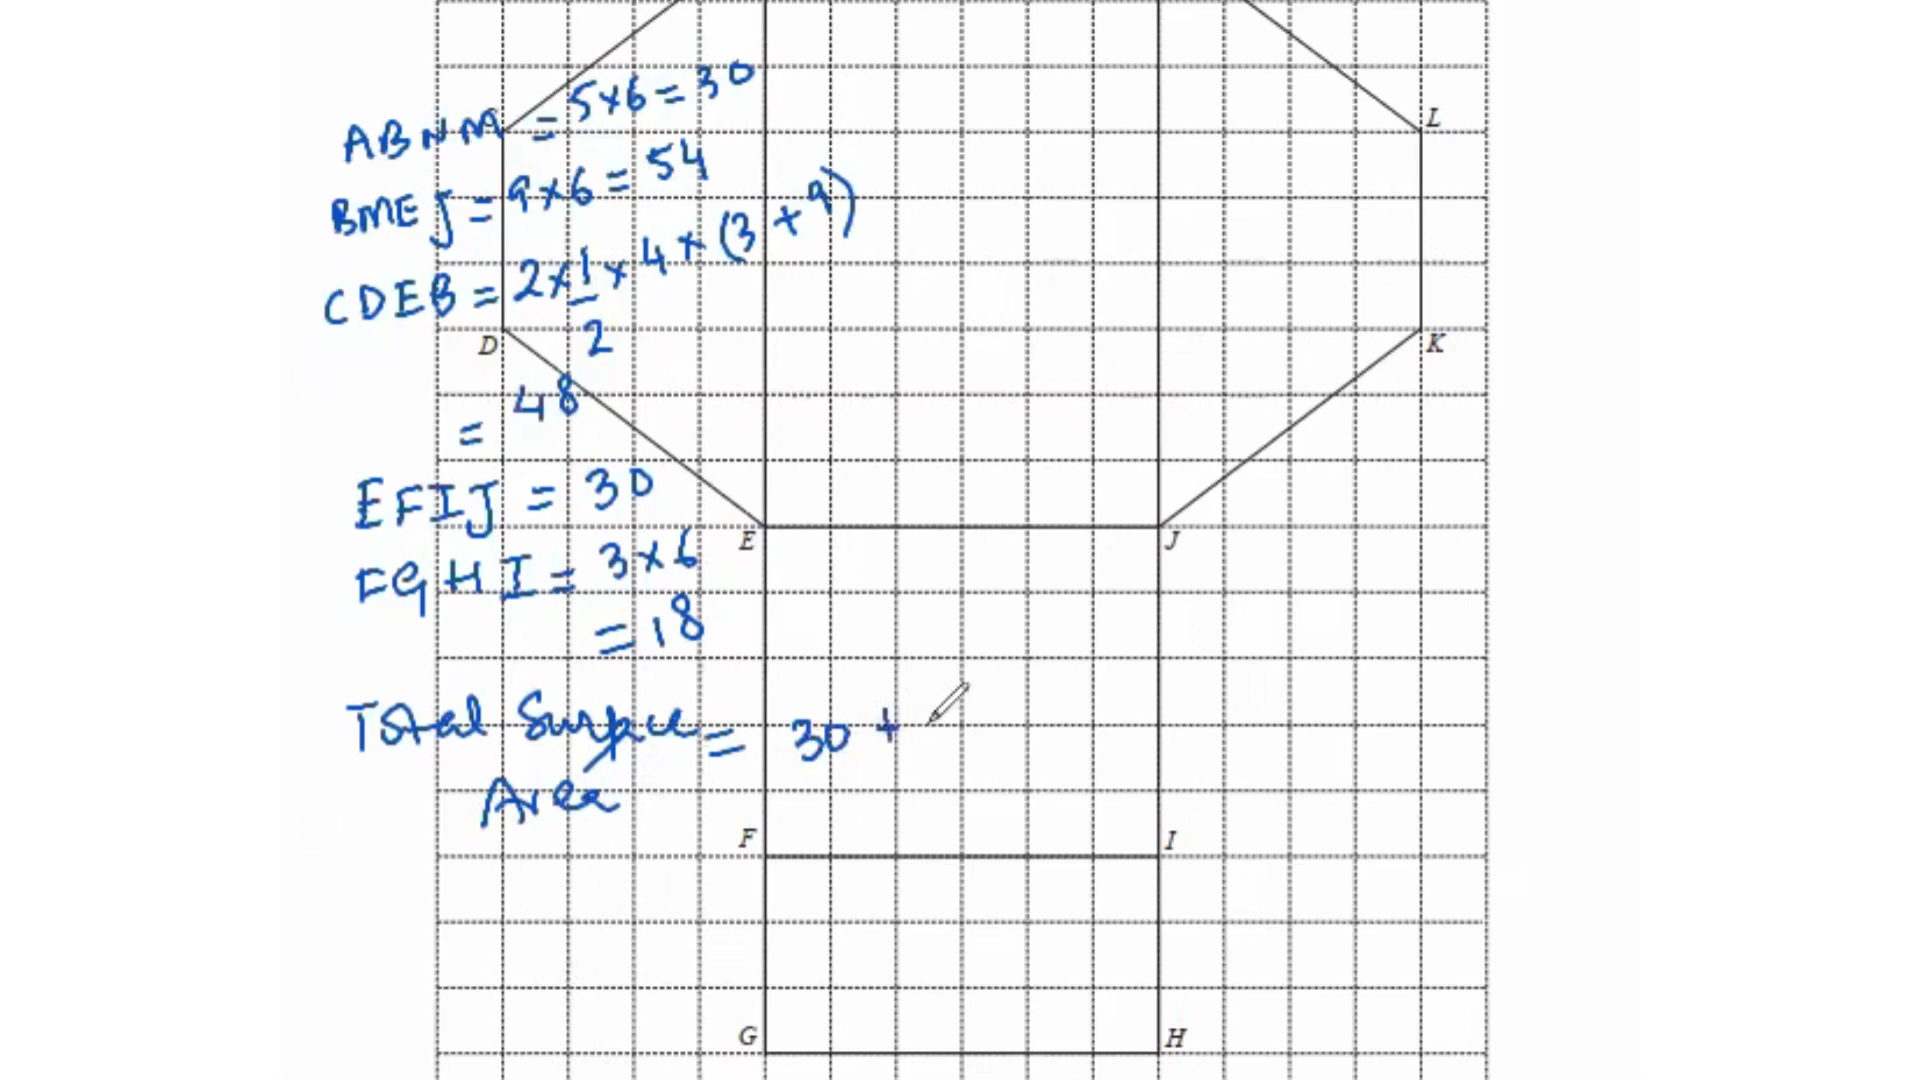 L
ABNM = 5×6 = 30
BMEJ = 9×6 = 54
CDEB = 2×1/2×4×(3+9)
D
K
= 48
EFIJ = 30
E
J
FGHI = 3×6
= 18
Total Surface = 30 +
Area
F
I
G
H